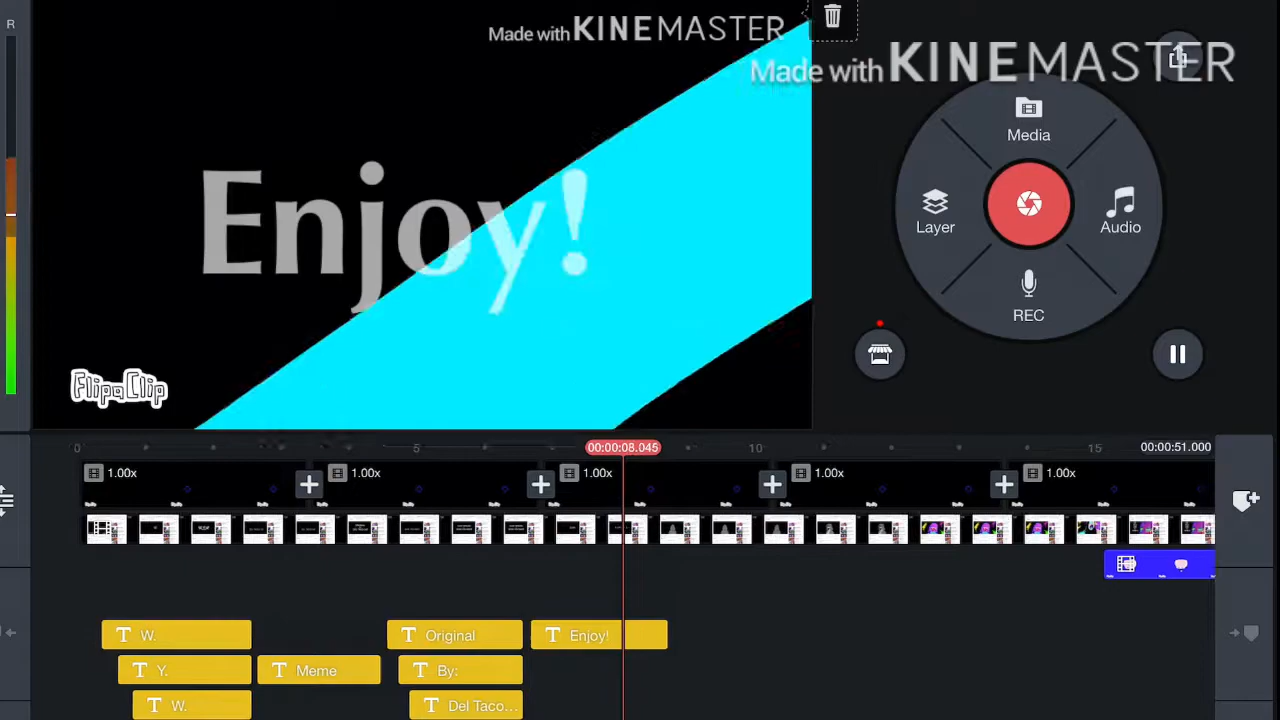 R
Made with KINEMASTER
Made with KINEMASTER
Media
Enjoy!
Layer
Audio
REC
FlipaClip
0
5
00:00:08.045
10
15
00:00:51.000
1.00x
1.00x
1.00x
1.00x
1.00x
T W.
T Original
T Enjoy!
T Y.
T Meme
T By:
T W.
T Del Taco...